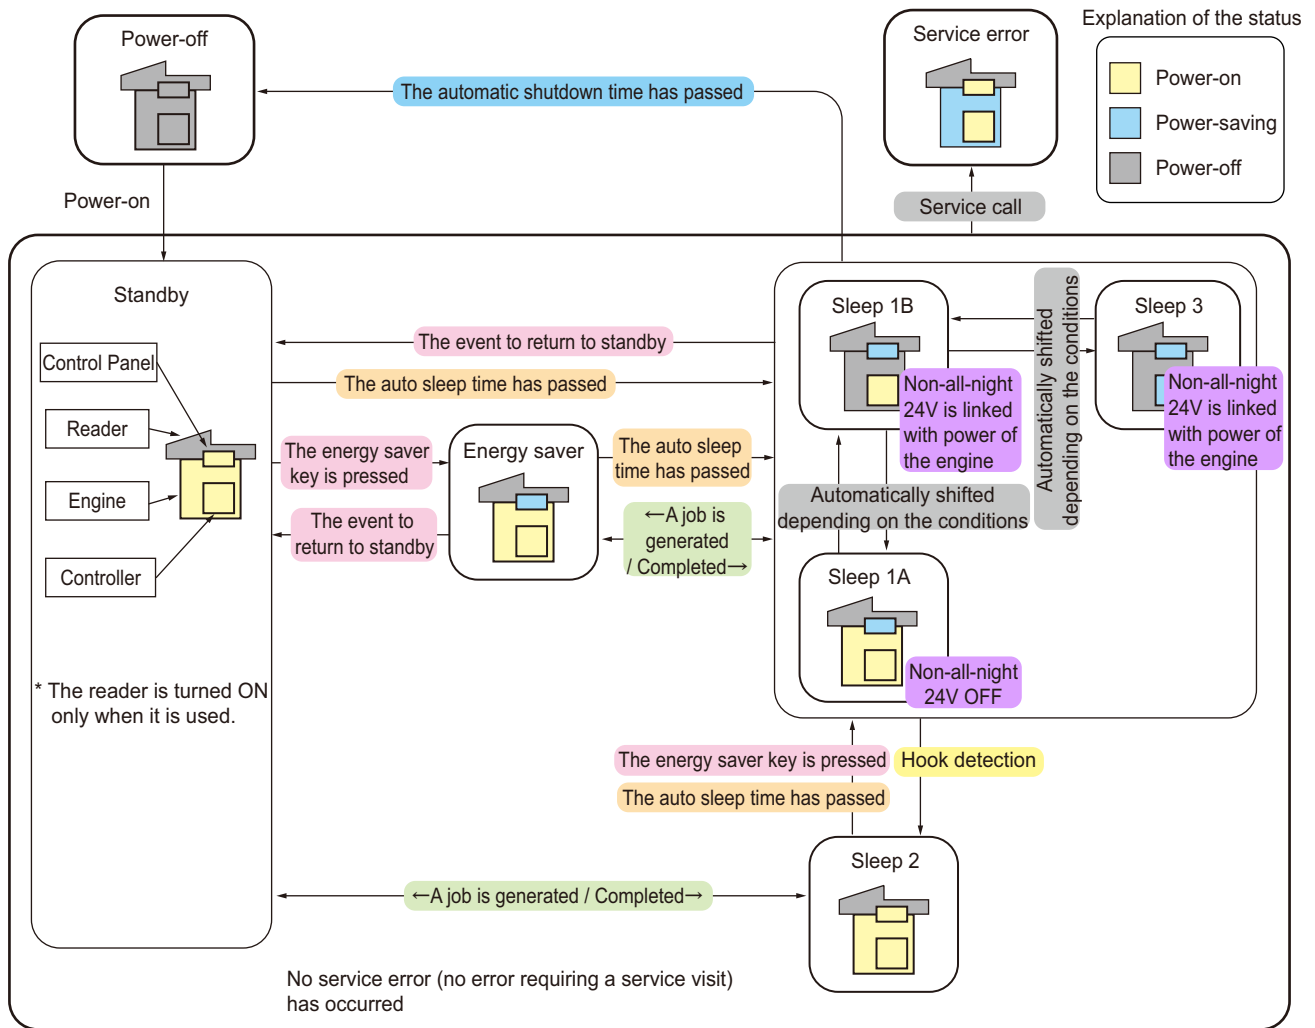 Power-off
Service error
Explanation of the status
Power-on
Power-saving
Power-off
The automatic shutdown time has passed
Power-on
Service call
Standby
Control Panel
Reader
Engine
Controller
* The reader is turned ON
only when it is used.
The event to return to standby
The auto sleep time has passed
The energy saver
key is pressed
The event to
return to standby
Energy saver
The auto sleep
time has passed
←A job is
generated
/ Completed→
Sleep 1B
Non-all-night
24V is linked
with power of
the engine
Automatically shifted
depending on the conditions
Sleep 3
Non-all-night
24V is linked
with power of
the engine
Automatically shifted
depending on the conditions
Sleep 1A
Non-all-night
24V OFF
The energy saver key is pressed
Hook detection
The auto sleep time has passed
Sleep 2
←A job is generated / Completed→
No service error (no error requiring a service visit)
has occurred